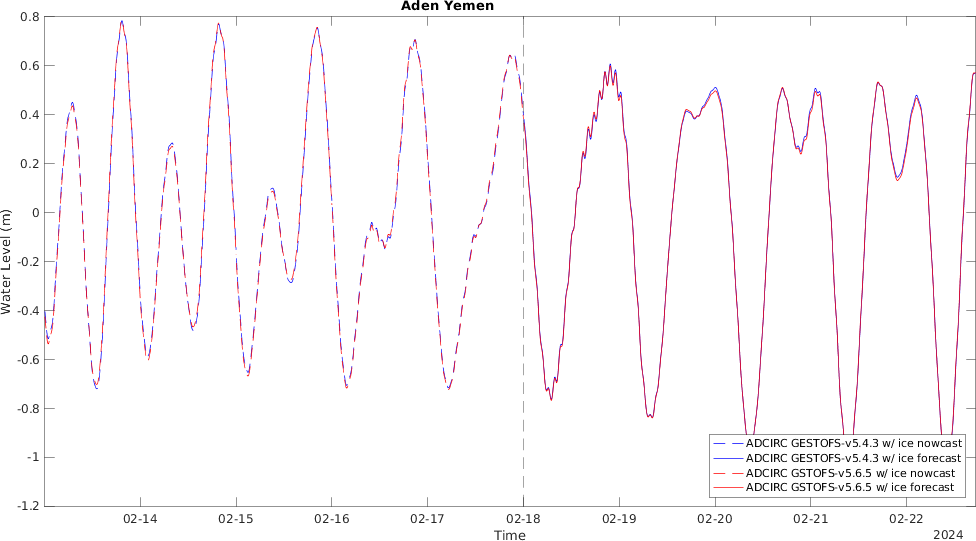 Aden Yemen
Water Level (m)
0.8
0.6
0.4
0.2
0
-0.2
-0.4
-0.6
-0.8
-1
-1.2
ADCIRC GESTOFS-v5.4.3 w/ ice nowcast
ADCIRC GESTOFS-v5.4.3 w/ ice forecast
ADCIRC GSTOFS-v5.6.5 w/ ice nowcast
ADCIRC GSTOFS-v5.6.5 w/ ice forecast
02-14 02-15 02-16 02-17 02-18 02-19 02-20 02-21 02-22
Time
2024